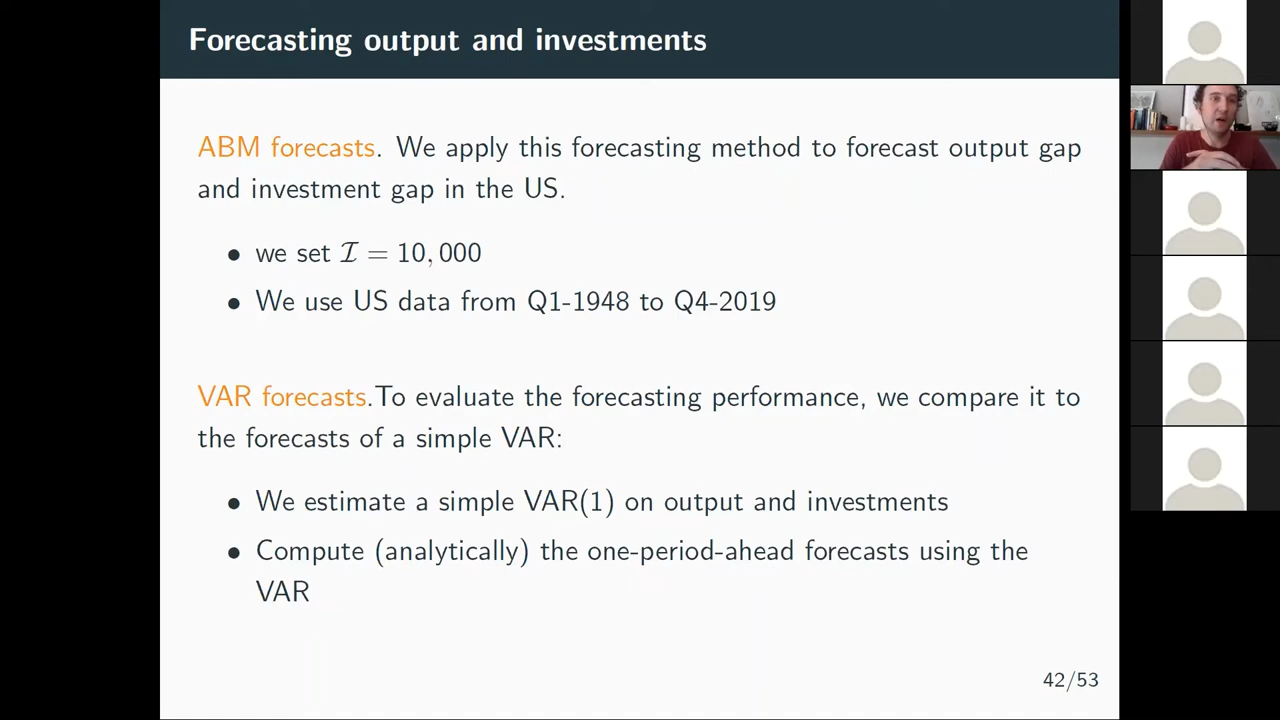 Forecasting output and investments
ABM forecasts. We apply this forecasting method to forecast output gap
and investment gap in the US.
• we set ℐ = 10, 000
• We use US data from Q1-1948 to Q4-2019
VAR forecasts.To evaluate the forecasting performance, we compare it to
the forecasts of a simple VAR:
• We estimate a simple VAR(1) on output and investments
• Compute (analytically) the one-period-ahead forecasts using the
VAR
42/53